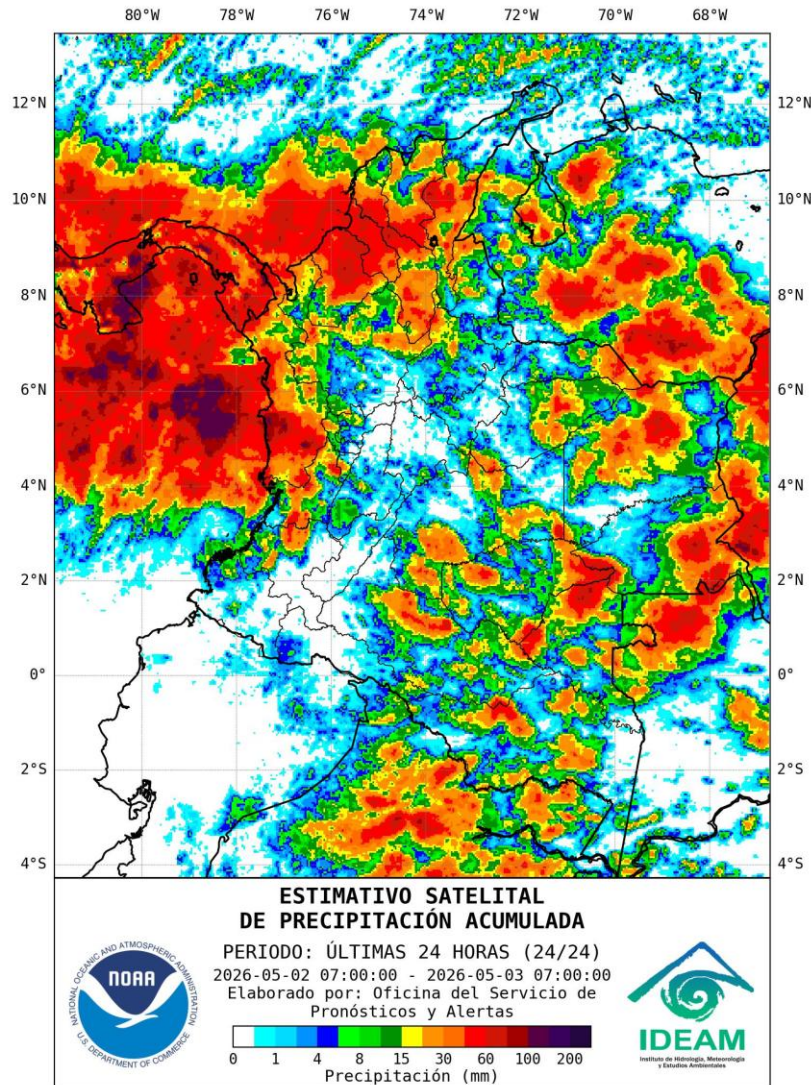 80°W 78°W 76°W 74°W 72°W 70°W 68°W
12°N 12°N
10°N 10°N
8°N 8°N
6°N 6°N
4°N 4°N
2°N 2°N
0° 0°
2°S 2°S
4°S 4°S
ESTIMATIVO SATELITAL
DE PRECIPITACIÓN ACUMULADA
PERIODO: ÚLTIMAS 24 HORAS (24/24)
2026-05-02 07:00:00 - 2026-05-03 07:00:00
Elaborado por: Oficina del Servicio de
Pronósticos y Alertas
0 1 4 8 15 30 60 100 200
Precipitación (mm)
NATIONAL OCEANIC AND ATMOSPHERIC ADMINISTRATION
NOAA
U.S. DEPARTMENT OF COMMERCE
IDEAM
Instituto de Hidrología, Meteorología
y Estudios Ambientales